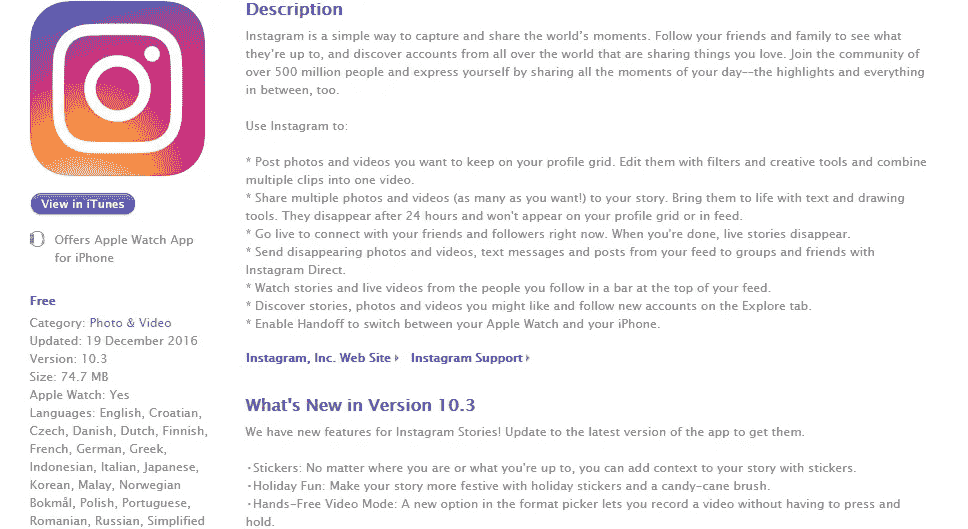 Description
Instagram is a simple way to capture and share the world’s moments. Follow your friends and family to see what
they’re up to, and discover accounts from all over the world that are sharing things you love. Join the community of
over 500 million people and express yourself by sharing all the moments of your day--the highlights and everything
in between, too.
Use Instagram to:
* Post photos and videos you want to keep on your profile grid. Edit them with filters and creative tools and combine
multiple clips into one video.
* Share multiple photos and videos (as many as you want!) to your story. Bring them to life with text and drawing
tools. They disappear after 24 hours and won't appear on your profile grid or in feed.
* Go live to connect with your friends and followers right now. When you're done, live stories disappear.
* Send disappearing photos and videos, text messages and posts from your feed to groups and friends with
Instagram Direct.
* Watch stories and live videos from the people you follow in a bar at the top of your feed.
* Discover stories, photos and videos you might like and follow new accounts on the Explore tab.
* Enable Handoff to switch between your Apple Watch and your iPhone.
Instagram, Inc. Web Site Instagram Support
What's New in Version 10.3
We have new features for Instagram Stories! Update to the latest version of the app to get them.
•Stickers: No matter where you are or what you're up to, you can add context to your story with stickers.
•Holiday Fun: Make your story more festive with holiday stickers and a candy-cane brush.
•Hands-Free Video Mode: A new option in the format picker lets you record a video without having to press and
hold.
View in iTunes
Offers Apple Watch App
for iPhone
Free
Category: Photo & Video
Updated: 19 December 2016
Version: 10.3
Size: 74.7 MB
Apple Watch: Yes
Languages: English, Croatian,
Czech, Danish, Dutch, Finnish,
French, German, Greek,
Indonesian, Italian, Japanese,
Korean, Malay, Norwegian
Bokmål, Polish, Portuguese,
Romanian, Russian, Simplified